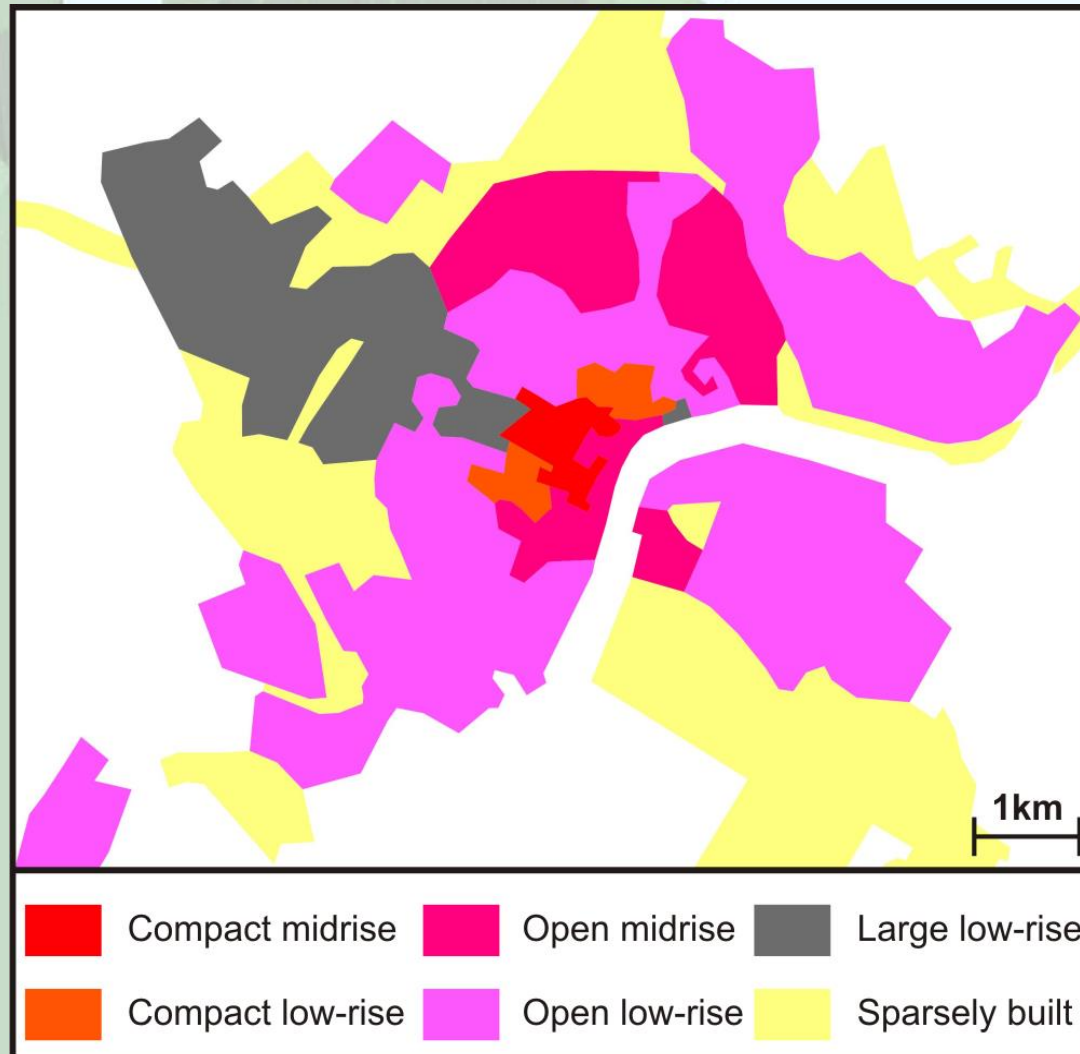 1km
Compact midrise Open midrise Large low-rise
Compact low-rise Open low-rise Sparsely built